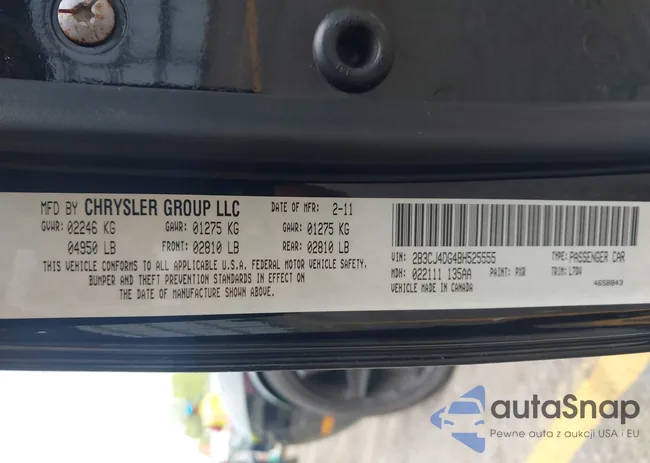 MFD BY CHRYSLER GROUP LLC DATE OF MFR: 2-11
GVWR: 02246 KG GAWR: 01275 KG GAWR: 01275 KG
04950 LB FRONT: 02810 LB REAR: 02810 LB
THIS VEHICLE CONFORMS TO ALL APPLICABLE U.S.A. FEDERAL MOTOR VEHICLE SAFETY,
BUMPER AND THEFT PREVENTION STANDARDS IN EFFECT ON
THE DATE OF MANUFACTURE SHOWN ABOVE.
VIN: 2B3CJ4DG4BH525555 TYPE: PASSENGER CAR
MDH: 022111 135AA PAINT: PXR TRIM: L7DV
VEHICLE MADE IN CANADA 4658843
autaSnap
Pewne auta z aukcji USA i EU